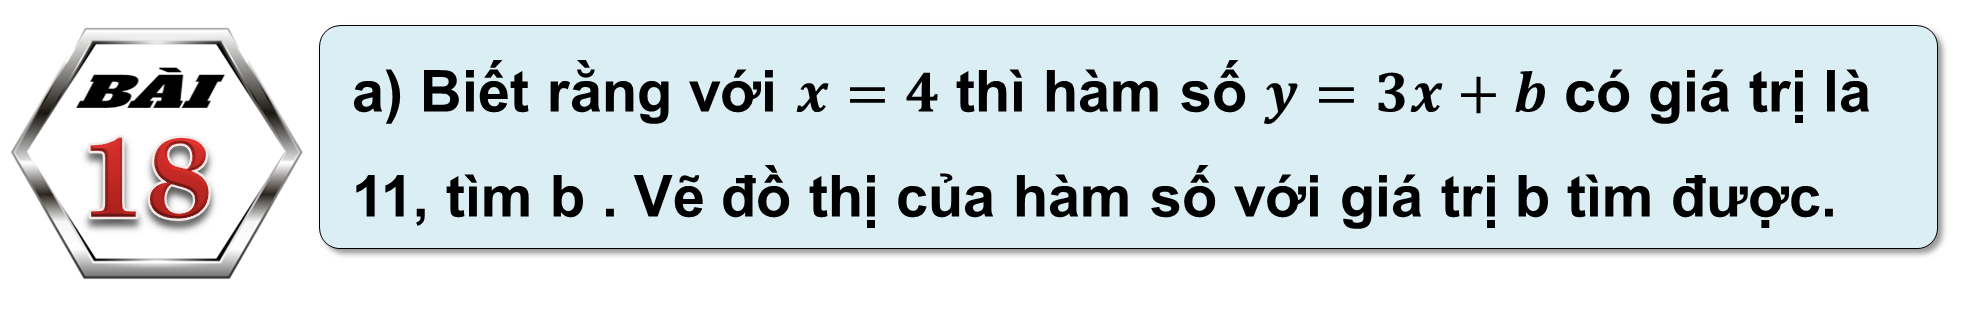 BÀI
18
a) Biết rằng với x = 4 thì hàm số y = 3x + b có giá trị là
11, tìm b . Vẽ đồ thị của hàm số với giá trị b tìm được.